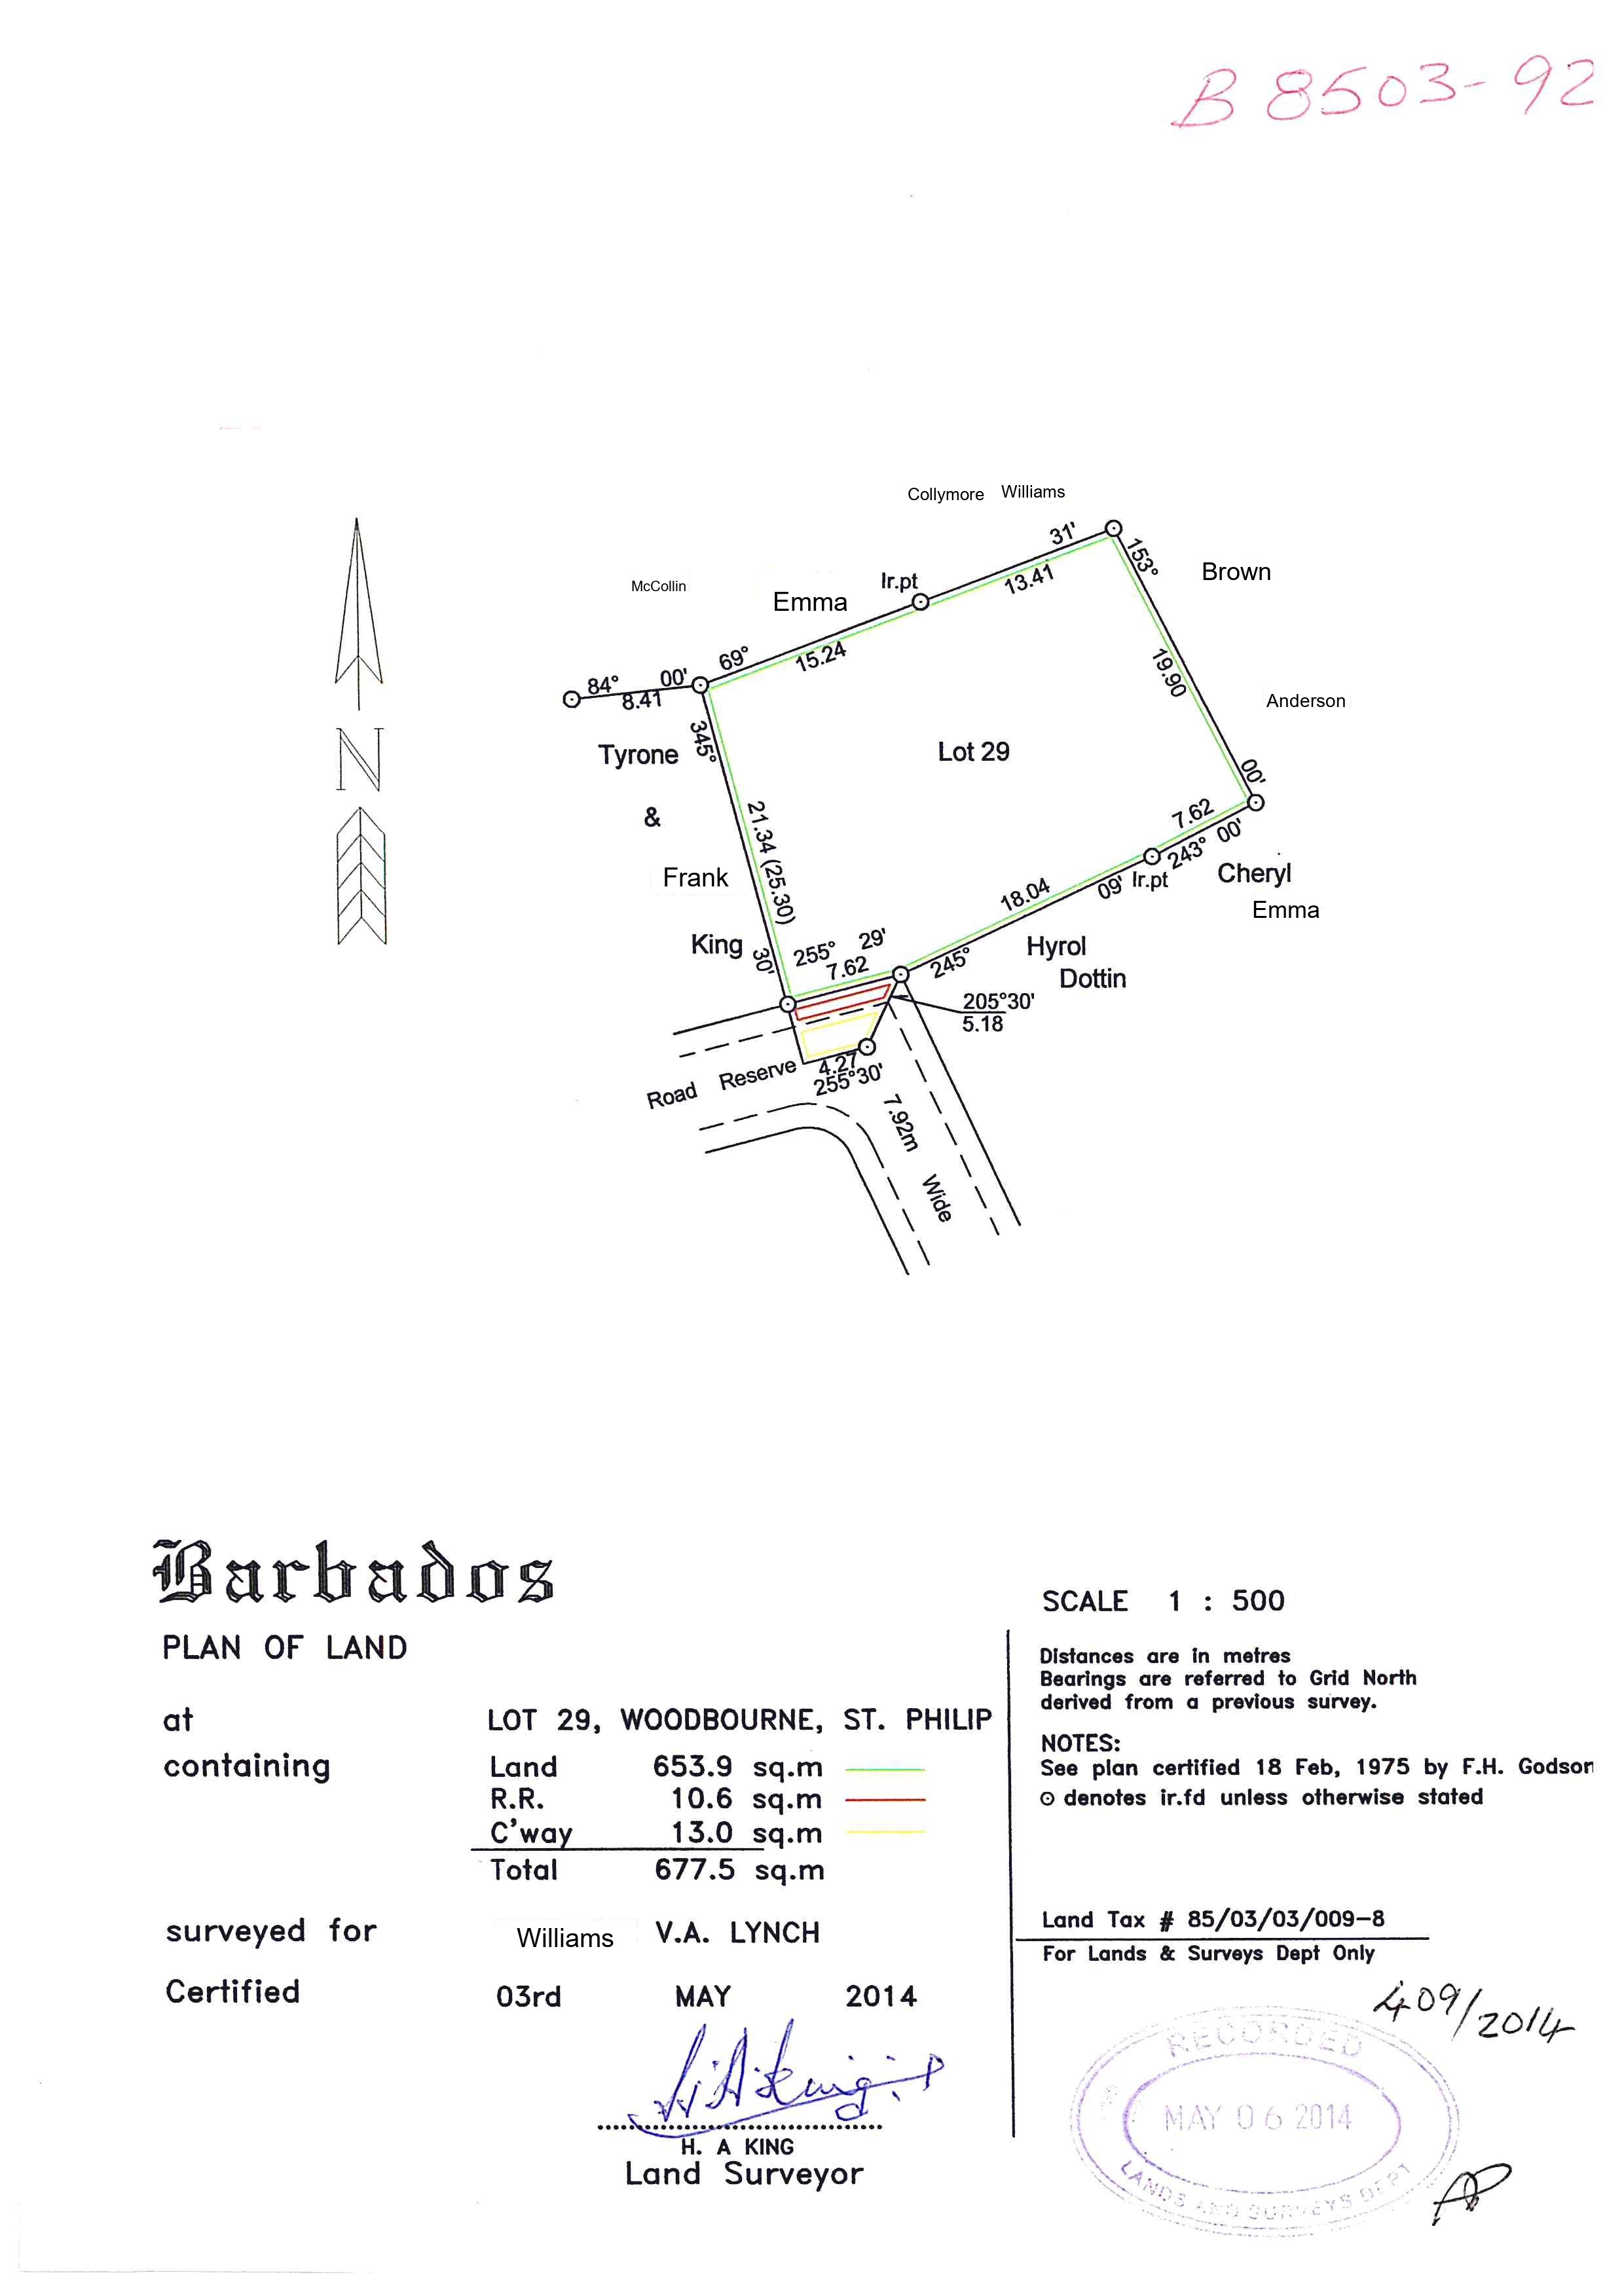 B 8503-92
Collymore Williams
31'
153°
Brown
McCollin
Emma
Ir.pt
13.41
69°
15.24
84° 00'
8.41
19.90
Anderson
Tyrone
345°
Lot 29
&
00'
21.34 (25.30)
7.62
243° 00'
Frank
Ir.pt
Cheryl
18.04
09'
Emma
King
30'
255° 29'
7.62
245°
Hyrol
Dottin
205°30'
5.18
Road Reserve
4.27
255°30'
7.92m Wide
N
Barbados
PLAN OF LAND
at LOT 29, WOODBOURNE, ST. PHILIP
containing Land 653.9 sq.m
R.R. 10.6 sq.m
C'way 13.0 sq.m
Total 677.5 sq.m
surveyed for Williams V.A. LYNCH
Certified 03rd MAY 2014
H. A KING
Land Surveyor
SCALE 1 : 500
Distances are in metres
Bearings are referred to Grid North
derived from a previous survey.
NOTES:
See plan certified 18 Feb, 1975 by F.H. Godson
⊙ denotes ir.fd unless otherwise stated
Land Tax # 85/03/03/009-8
For Lands & Surveys Dept Only
409/2014
RECORDED
MAY 06 2014
LANDS AND SURVEYS DEPT